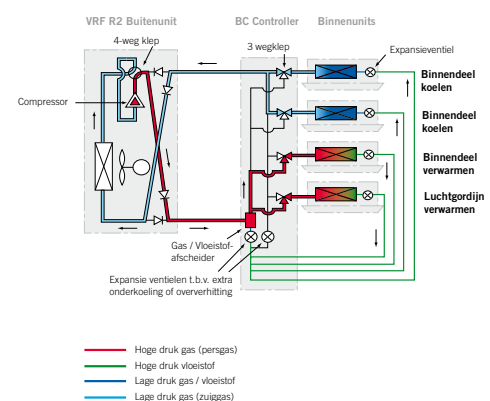 VRF R2 Buitenunit
BC Controller
Binnenunits
4-weg klep
3 wegklep
Expansieventiel
Compressor
Binnendeel
koelen
Binnendeel
koelen
Binnendeel
verwarmen
Luchtgordijn
verwarmen
Gas / Vloeistof-
afscheider
Expansie ventielen t.b.v. extra
onderkoeling of oververhitting
Hoge druk gas (persgas)
Hoge druk vloeistof
Lage druk gas / vloeistof
Lage druk gas (zuiggas)